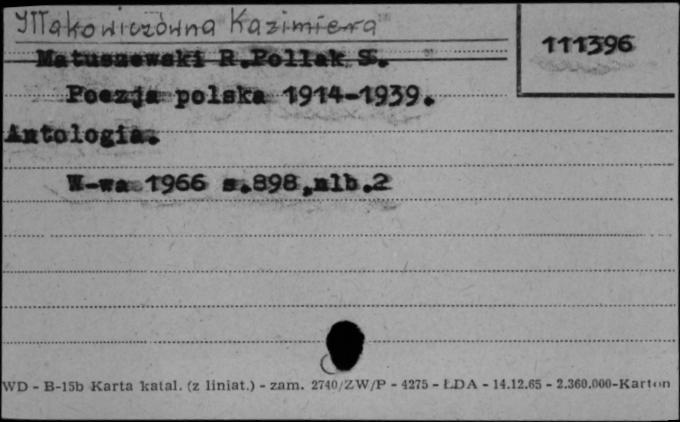 Iłłakowiczówna Kazimiera
111396
Matuszewski R.Pollak S.
Poezja polska 1914-1939.
Antologia.
W-wa 1966 s.898,nlb.2
WD - B-15b Karta katal. (z liniat.) - zam. 2740/ZW/P - 4275 - ŁDA - 14.12.65 - 2.360.000-Karton